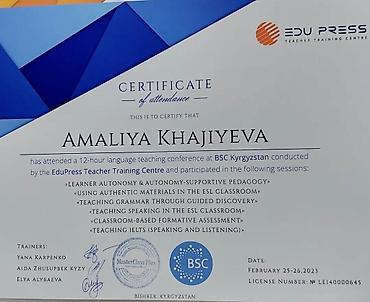 EDU PRESS
TEACHER TRAINING CENTRE
CERTIFICATE
of attendance
THIS IS TO CERTIFY THAT
AMALIYA KHAJIYEVA
has attended a 12-hour language teaching conference at BSC Kyrgyzstan conducted
by the EduPress Teacher Training Centre and participated in the following sessions:
«LEARNER AUTONOMY & AUTONOMY-SUPPORTIVE PEDAGOGY»
«USING AUTHENTIC MATERIALS IN THE ESL CLASSROOM»
«TEACHING GRAMMAR THROUGH GUIDED DISCOVERY»
«TEACHING SPEAKING IN THE ESL CLASSROOM»
«CLASSROOM-BASED FORMATIVE ASSESSMENT»
«TEACHING IELTS (SPEAKING AND LISTENING)»
TRAINERS:
YANA KARPENKO
AIDA ZHUSUPBEK KYZY
ELYA ALYBAEVA
MasterClass Plus
BSC
DATE:
FEBRUARY 25-26.2023
LICENSE NUMBER: № LE140000645
BISHKEK, KYRGYZSTAN